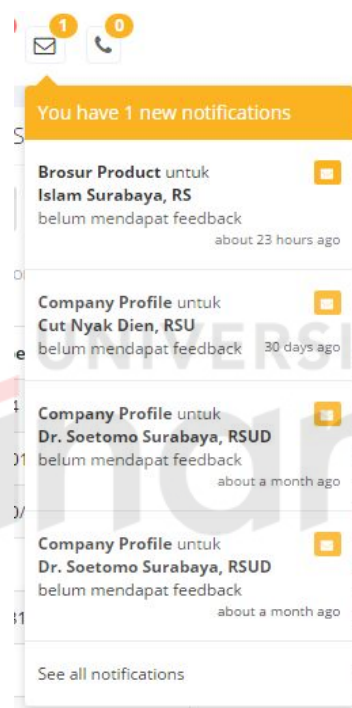 1
0
You have 1 new notifications
Brosur Product untuk
Islam Surabaya, RS
belum mendapat feedback
about 23 hours ago
Company Profile untuk
Cut Nyak Dien, RSU
belum mendapat feedback 30 days ago
Company Profile untuk
Dr. Soetomo Surabaya, RSUD
belum mendapat feedback
about a month ago
Company Profile untuk
Dr. Soetomo Surabaya, RSUD
belum mendapat feedback
about a month ago
See all notifications